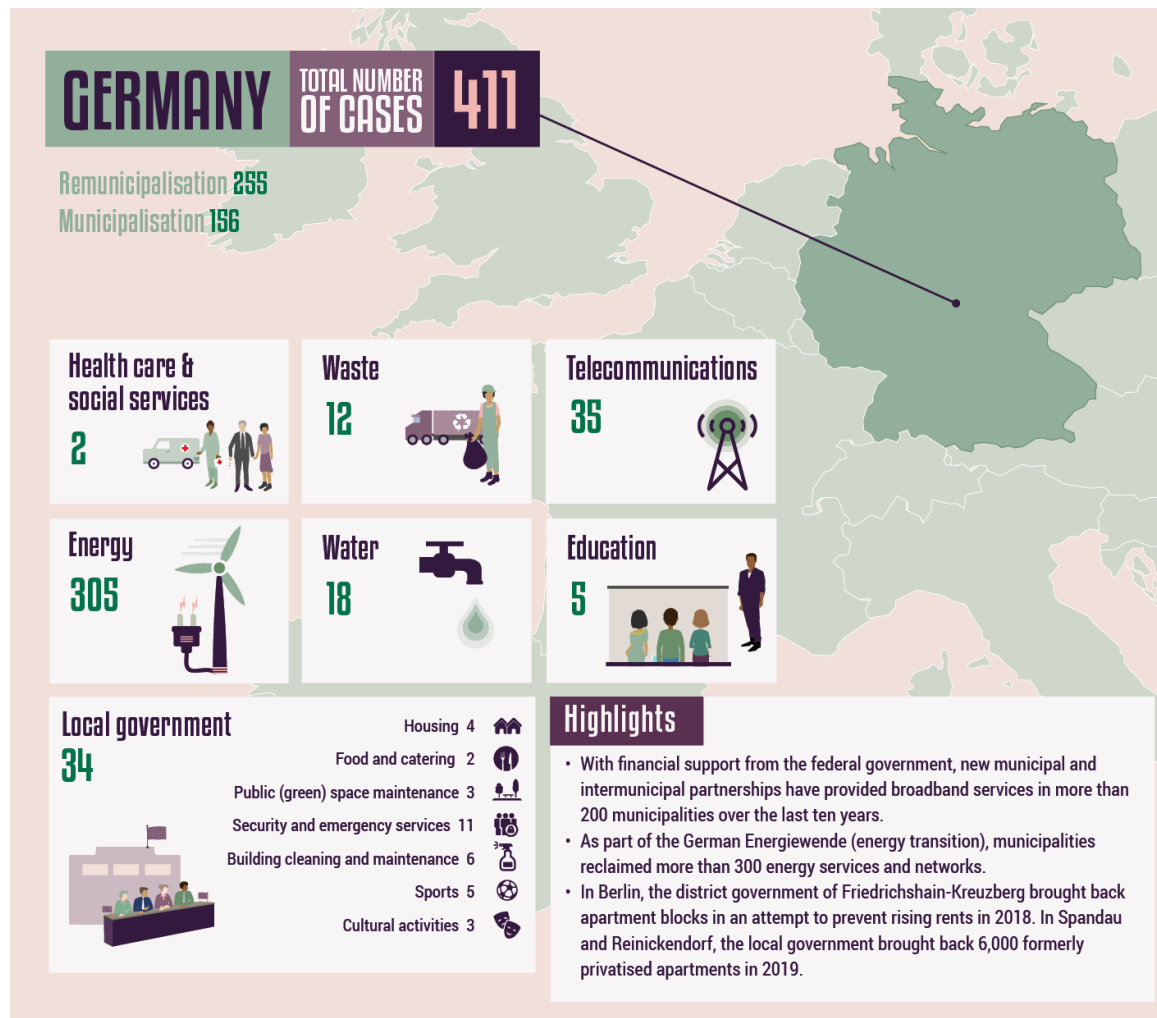 GERMANY
TOTAL NUMBER
OF CASES
411
Remunicipalisation 255
Municipalisation 156
Health care &
social services
2
Waste
12
Telecommunications
35
Energy
305
Water
18
Education
5
Local government
34
Housing 4
Food and catering 2
Public (green) space maintenance 3
Security and emergency services 11
Building cleaning and maintenance 6
Sports 5
Cultural activities 3
Highlights
• With financial support from the federal government, new municipal and
intermunicipal partnerships have provided broadband services in more than
200 municipalities over the last ten years.
• As part of the German Energiewende (energy transition), municipalities
reclaimed more than 300 energy services and networks.
• In Berlin, the district government of Friedrichshain-Kreuzberg brought back
apartment blocks in an attempt to prevent rising rents in 2018. In Spandau
and Reinickendorf, the local government brought back 6,000 formerly
privatised apartments in 2019.